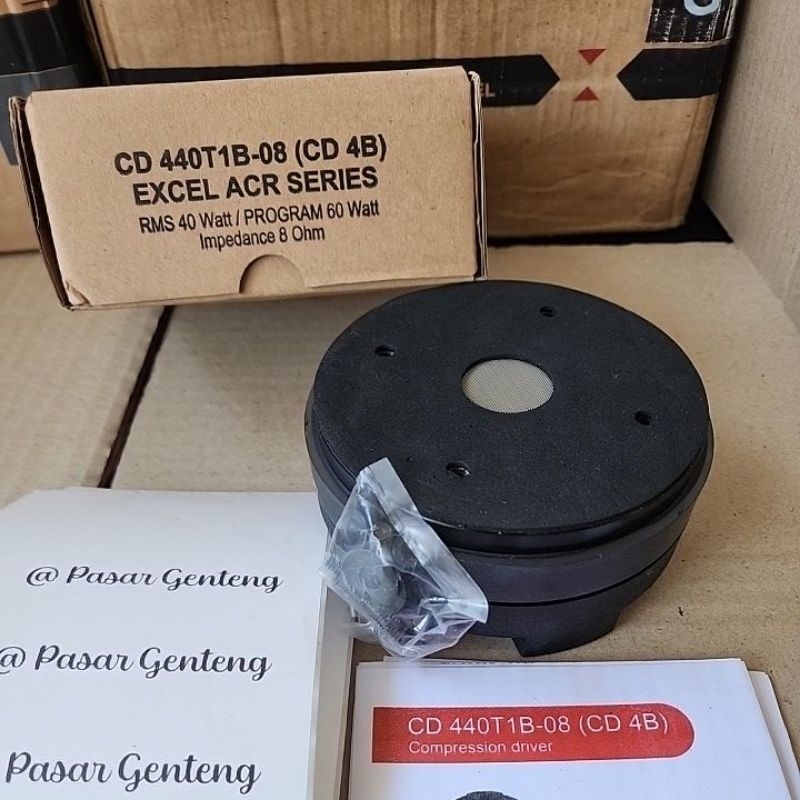 CD 440T1B-08 (CD 4B)
EXCEL ACR SERIES
RMS 40 Watt / PROGRAM 60 Watt
Impedance 8 Ohm
@ Pasar Genteng
@ Pasar Genteng
Pasar Genteng
CD 440T1B-08 (CD 4B)
Compression driver